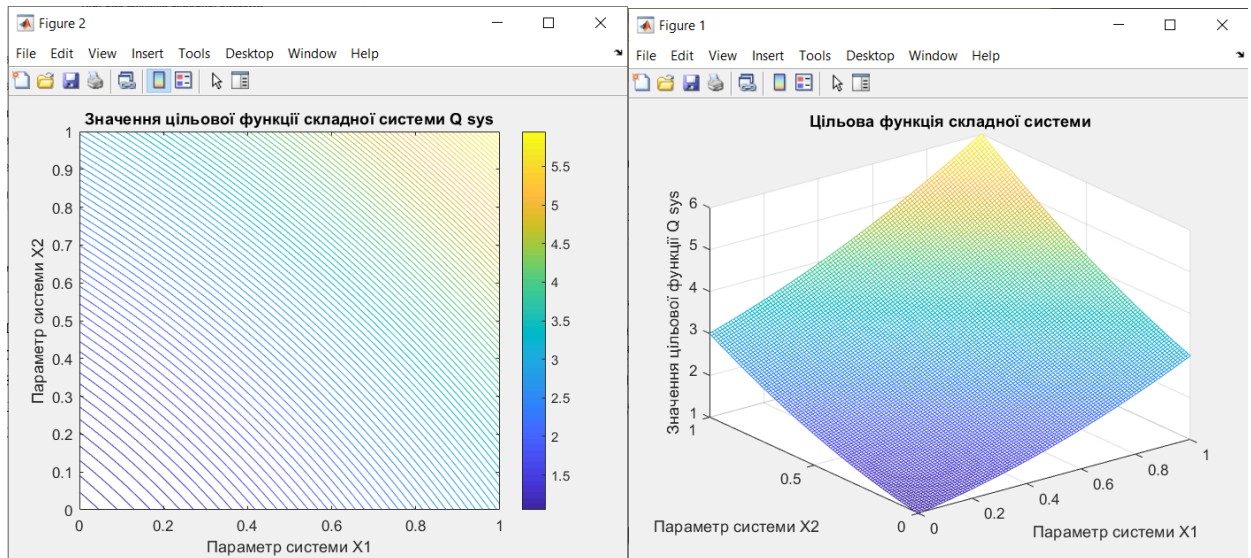 Figure 2
File Edit View Insert Tools Desktop Window Help
Значення цільової функції складної системи Q sys
1
0.9
0.8
0.7
0.6
0.5
0.4
0.3
0.2
0.1
0
Параметр системи X2
0 0.2 0.4 0.6 0.8 1
Параметр системи X1
5.5
5
4.5
4
3.5
3
2.5
2
1.5
Figure 1
File Edit View Insert Tools Desktop Window Help
Цільова функція складної системи
Значення цільової функції Q sys
6
5
4
3
2
1
1
0.5
0
Параметр системи X2
0
0.2
0.4
0.6
0.8
1
Параметр системи X1